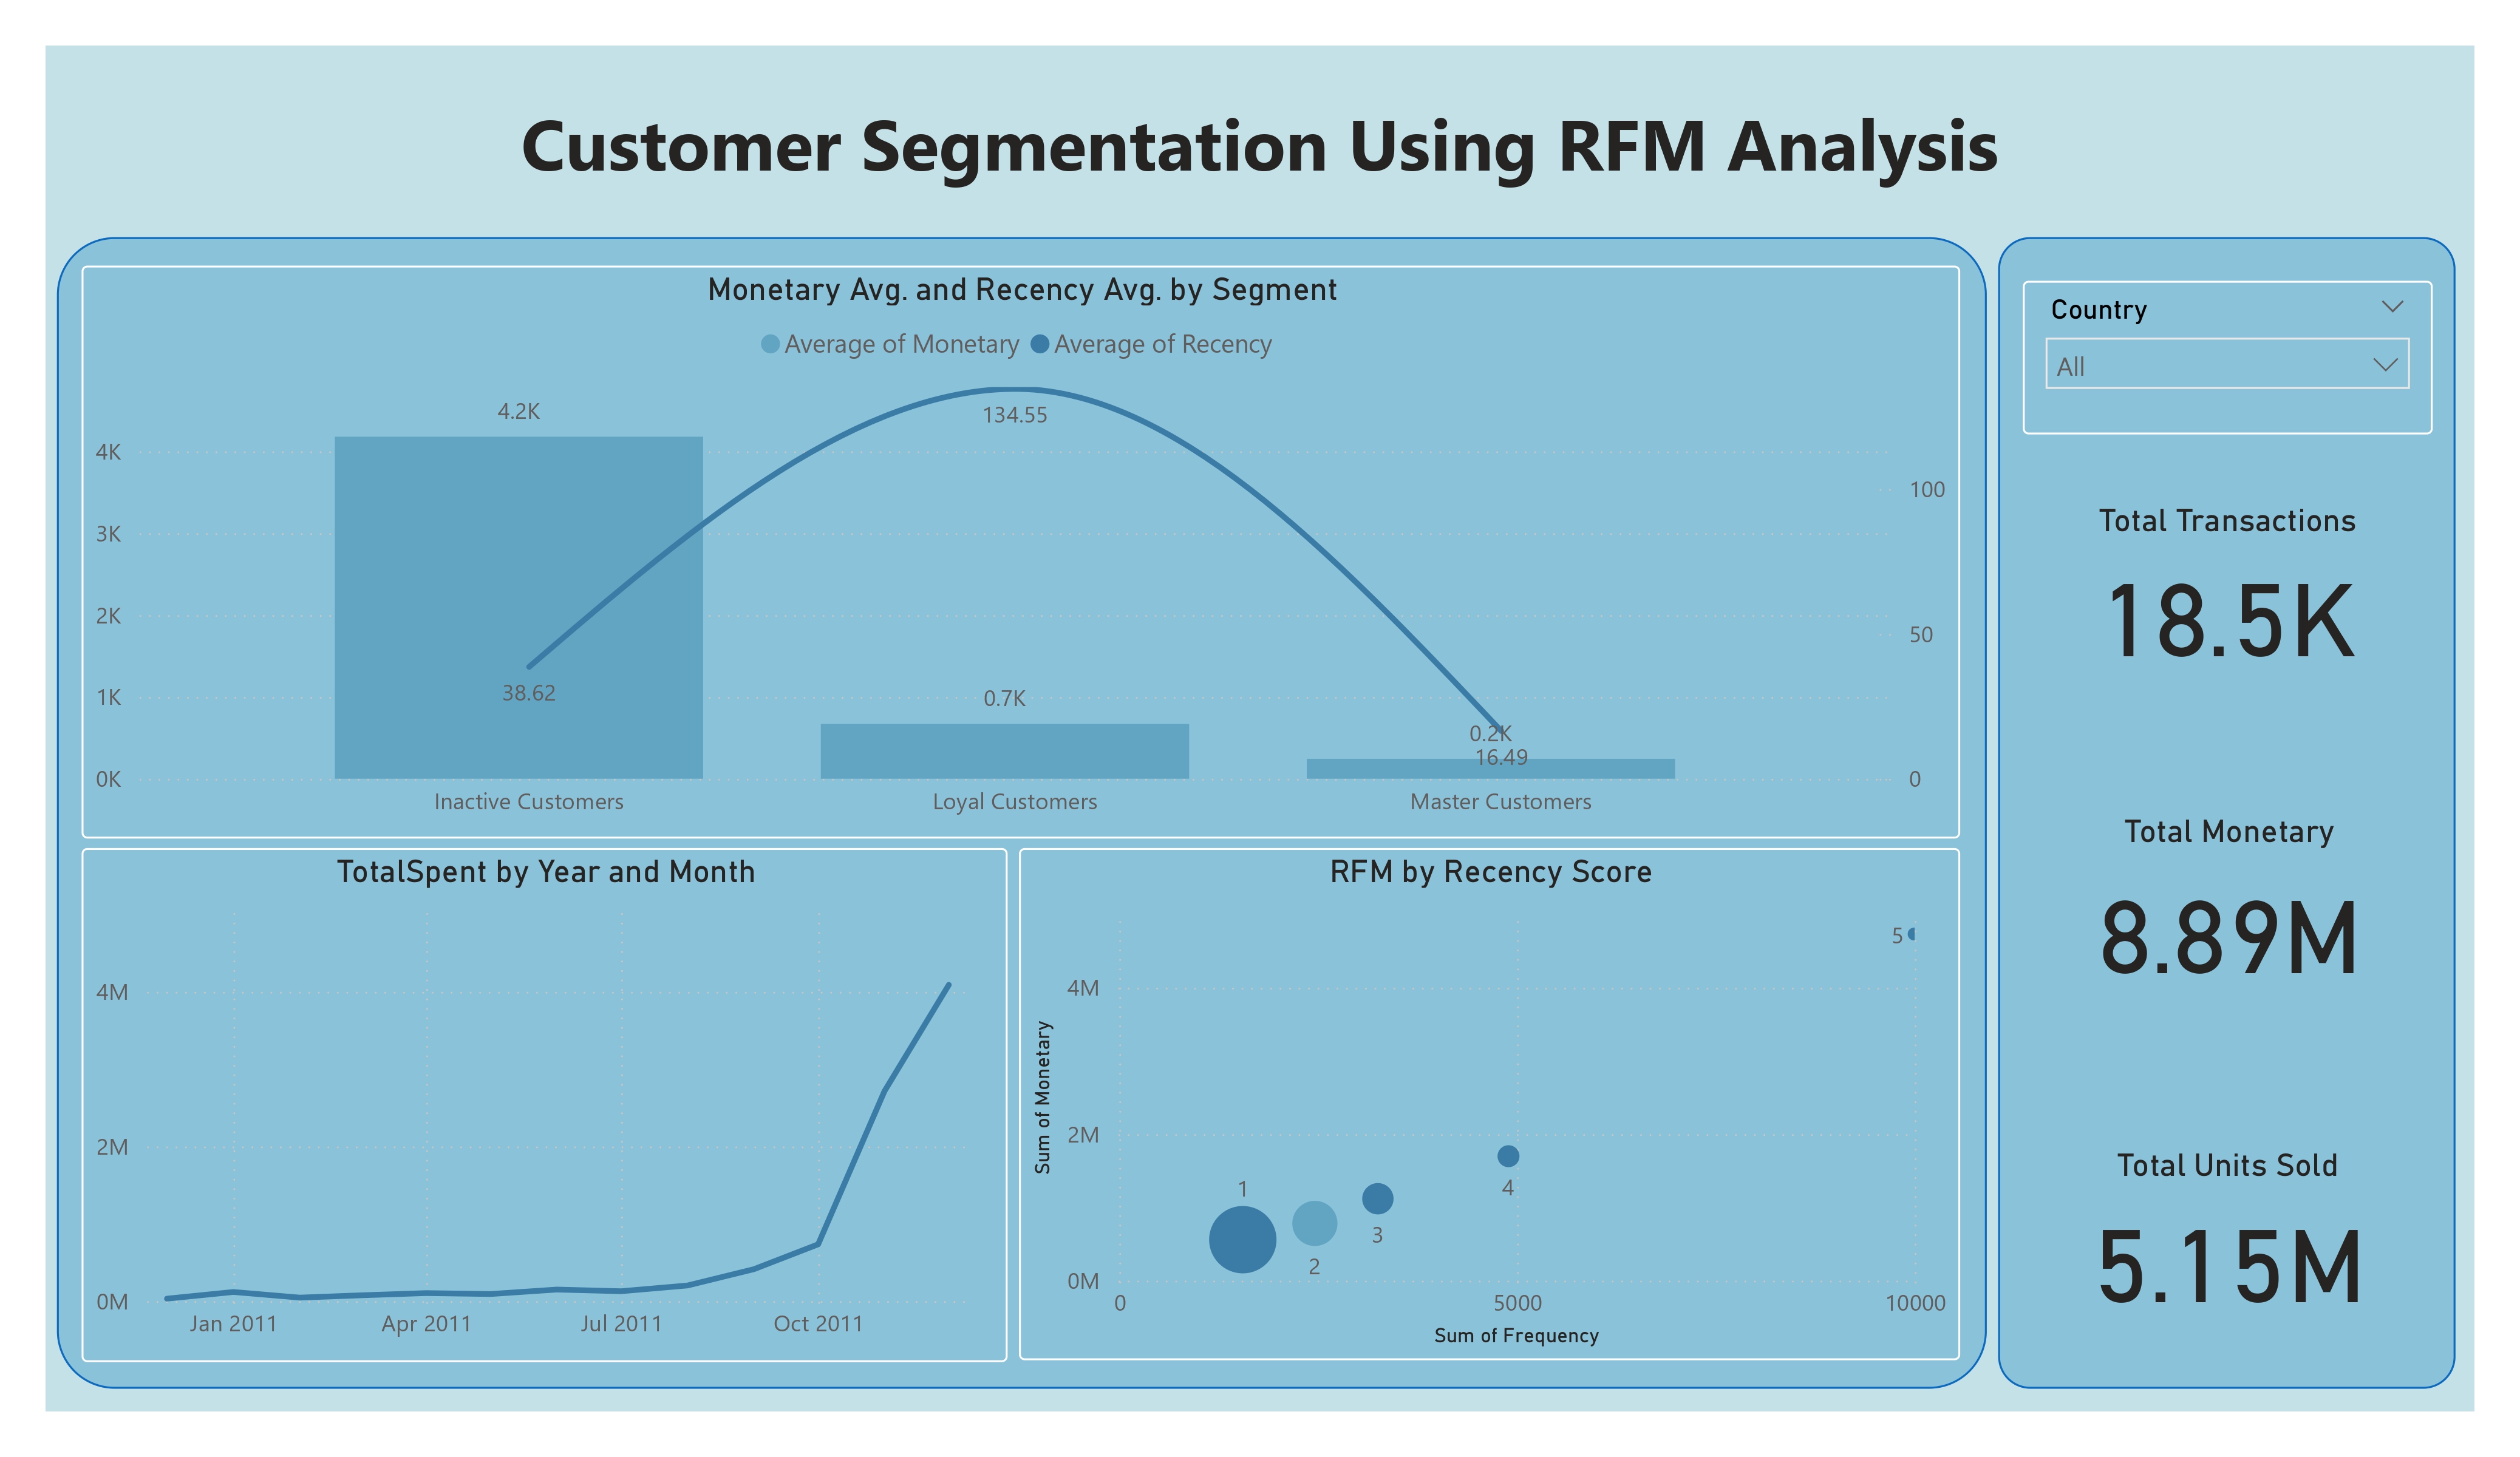 Customer Segmentation Using RFM Analysis
Monetary Avg. and Recency Avg. by Segment
Average of Monetary Average of Recency
4.2K
134.55
4K
3K
2K
1K
0K
38.62
0.7K
0.2K
16.49
100
50
0
Inactive Customers Loyal Customers Master Customers
TotalSpent by Year and Month
4M
2M
0M
Jan 2011 Apr 2011 Jul 2011 Oct 2011
RFM by Recency Score
Sum of Monetary
4M
2M
0M
5
4
1
3
2
0 5000 10000
Sum of Frequency
Country
All
Total Transactions
18.5K
Total Monetary
8.89M
Total Units Sold
5.15M